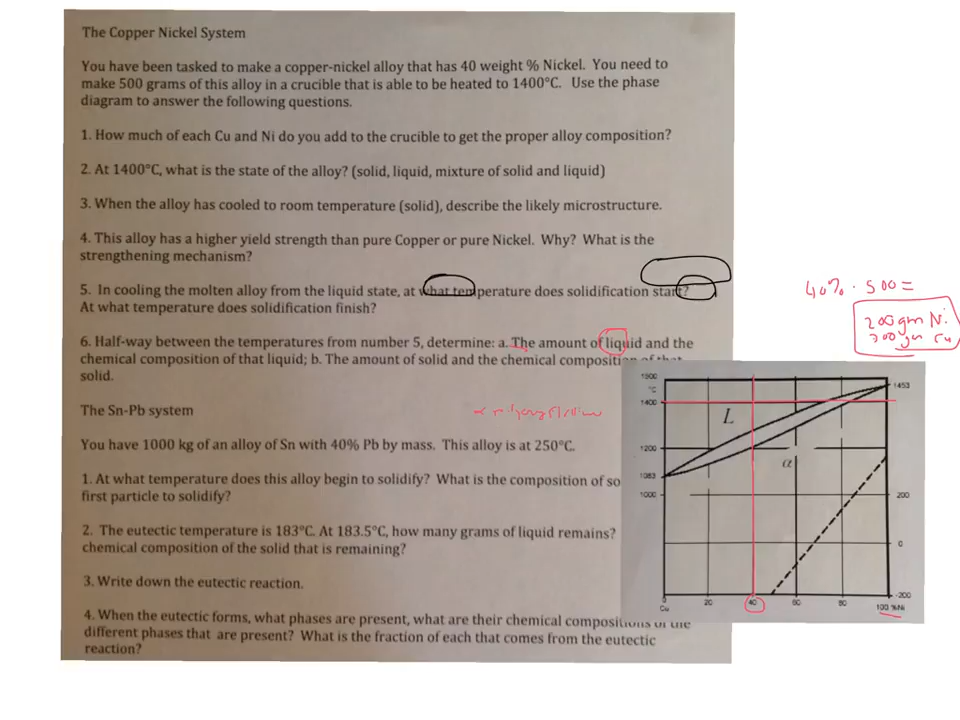 The Copper Nickel System
You have been tasked to make a copper-nickel alloy that has 40 weight % Nickel. You need to
make 500 grams of this alloy in a crucible that is able to be heated to 1400°C. Use the phase
diagram to answer the following questions.
1. How much of each Cu and Ni do you add to the crucible to get the proper alloy composition?
2. At 1400°C, what is the state of the alloy? (solid, liquid, mixture of solid and liquid)
3. When the alloy has cooled to room temperature (solid), describe the likely microstructure.
4. This alloy has a higher yield strength than pure Copper or pure Nickel. Why? What is the
strengthening mechanism?
5. In cooling the molten alloy from the liquid state, at what temperature does solidification start?
At what temperature does solidification finish?
40% · 500 =
200 gm Ni
300 gm Cu
6. Half-way between the temperatures from number 5, determine: a. The amount of liquid and the
chemical composition of that liquid; b. The amount of solid and the chemical composition of that
solid.
The Sn-Pb system
You have 1000 kg of an alloy of Sn with 40% Pb by mass. This alloy is at 250°C.
1. At what temperature does this alloy begin to solidify? What is the composition of so
first particle to solidify?
2. The eutectic temperature is 183°C. At 183.5°C, how many grams of liquid remains?
chemical composition of the solid that is remaining?
3. Write down the eutectic reaction.
4. When the eutectic forms, what phases are present, what are their chemical compositions of the
different phases that are present? What is the fraction of each that comes from the eutectic
reaction?
1500
°C
1453
1400
L
1200
α
1083
1000
200
0
-200
Cu
20
40
60
80
100 %Ni